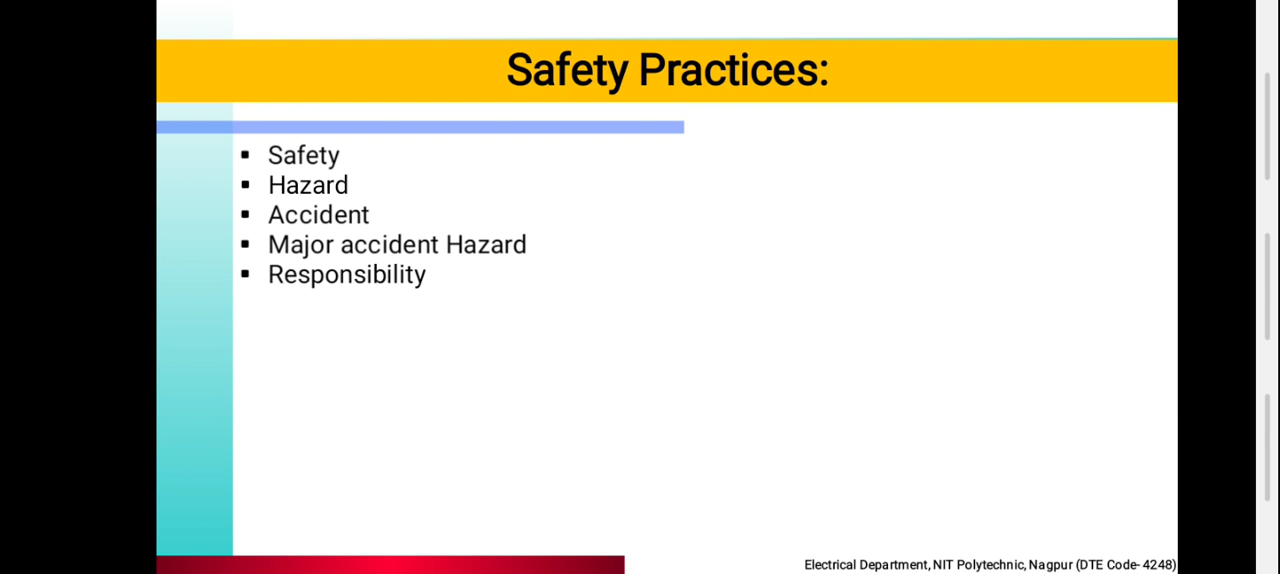 Safety Practices:
▪ Safety
▪ Hazard
▪ Accident
▪ Major accident Hazard
▪ Responsibility
Electrical Department, NIT Polytechnic, Nagpur (DTE Code- 4248)